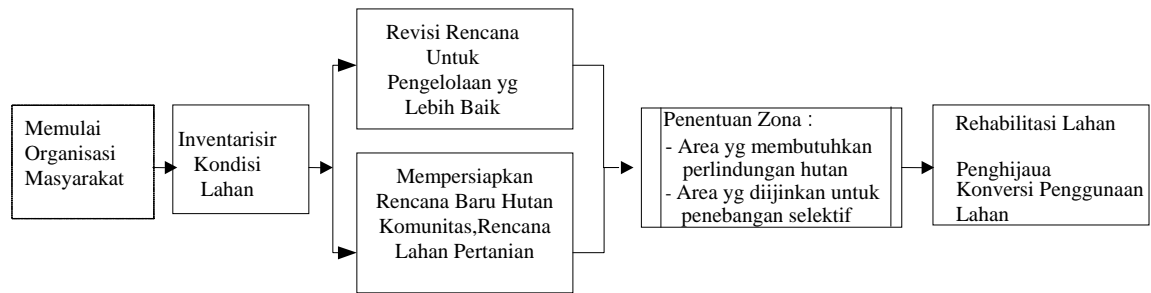 Memulai
Organisasi
Masyarakat
Inventarisir
Kondisi
Lahan
Revisi Rencana
Untuk
Pengelolaan yg
Lebih Baik
Mempersiapkan
Rencana Baru Hutan
Komunitas,Rencana
Lahan Pertanian
Penentuan Zona :
- Area yg membutuhkan
perlindungan hutan
- Area yg diijinkan untuk
penebangan selektif
Rehabilitasi Lahan
Penghijaua
Konversi Penggunaan
Lahan